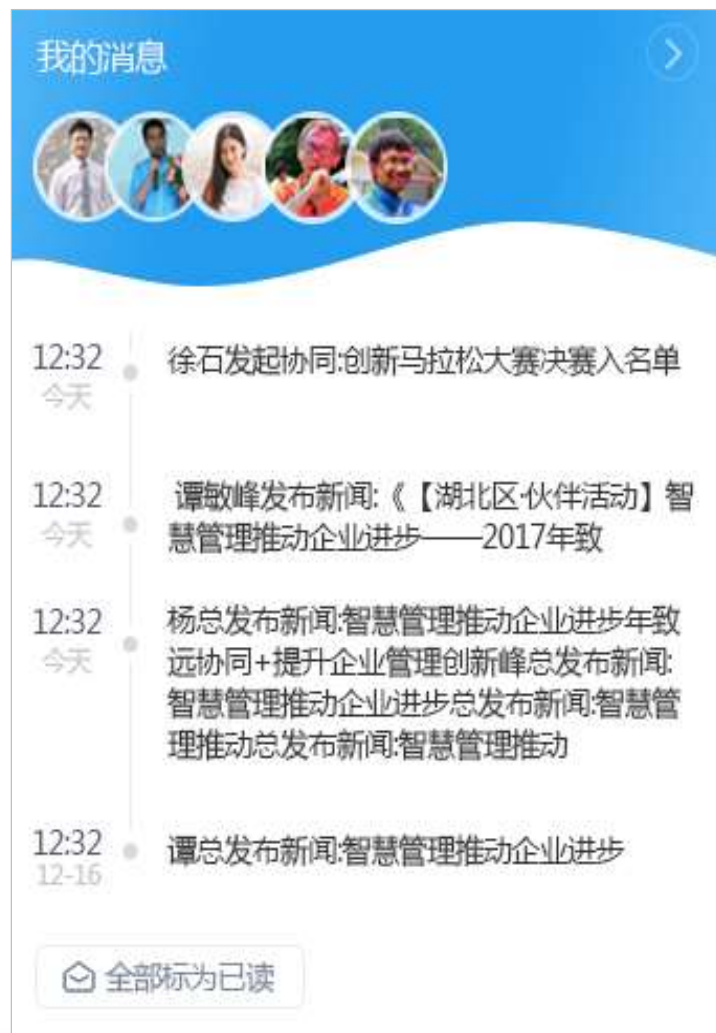 我的消息
12:32
今天
徐石发起协同:创新马拉松大赛决赛入名单
12:32
今天
谭敏峰发布新闻:《【湖北区·伙伴活动】智
慧管理推动企业进步——2017年致
12:32
今天
杨总发布新闻:智慧管理推动企业进步年致
远协同+提升企业管理创新峰总发布新闻:
智慧管理推动企业进步总发布新闻:智慧管
理推动总发布新闻:智慧管理推动
12:32
12-16
谭总发布新闻:智慧管理推动企业进步
全部标为已读